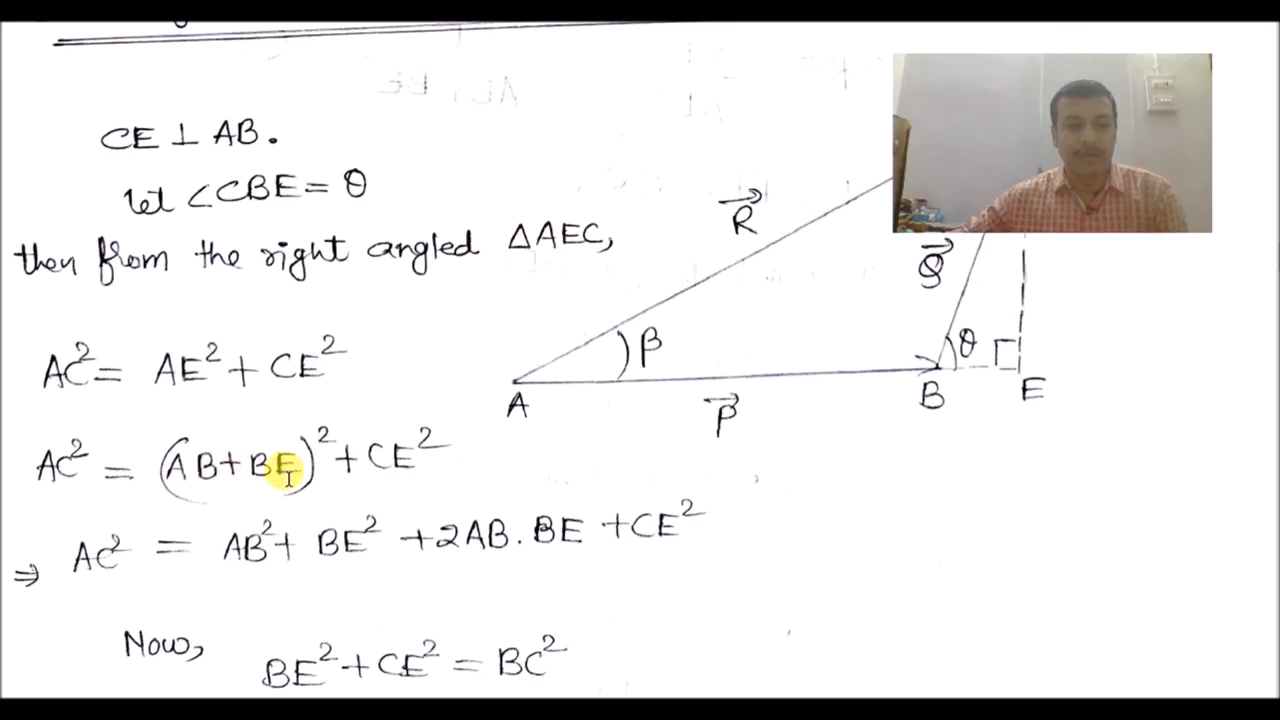 CE ⊥ AB.
let ∠CBE = θ
then from the right angled △AEC,
AC² = AE² + CE²
AC² = (AB+BE)² + CE²
⇒ AC² = AB² + BE² + 2AB.BE + CE²
Now,
BE² + CE² = BC²
R⃗
Q⃗
β
θ
A
B
E
P⃗